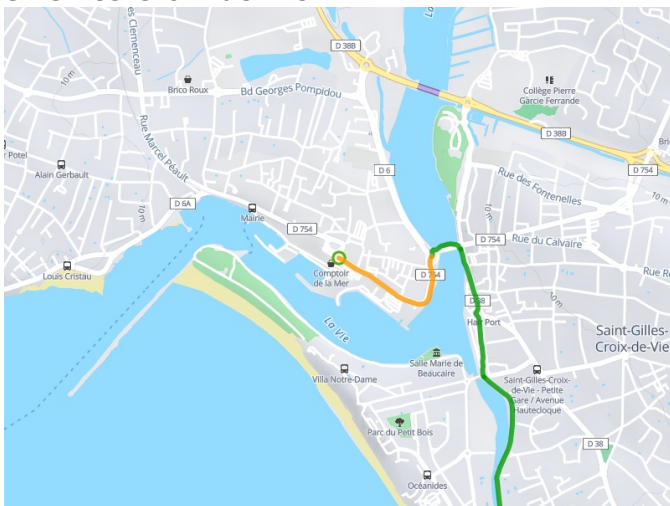 D 38B
Brico Roux
Bd Georges Pompidou
Collège Pierre
Garcie Ferrande
10 m
10 m
D 38B
Rue Marcel Péault
Potel
Alain Gerbault
D 6
D 754
Rue des Fontenelles
D 6A
10 m
Mairie
D 754
D 754
Rue du Calvaire
Louis Cristau
Comptoir
de la Mer
D 754
D 38
10 m
La Vie
Hair Port
Saint-Gilles-
Croix-de-Vie
Salle Marie de
Beaucaire
Villa Notre-Dame
Saint-Gilles-Croix-
de-Vie - Petite
Gare / Avenue
Hautecloque
Parc du Petit Bois
D 38
Océanides